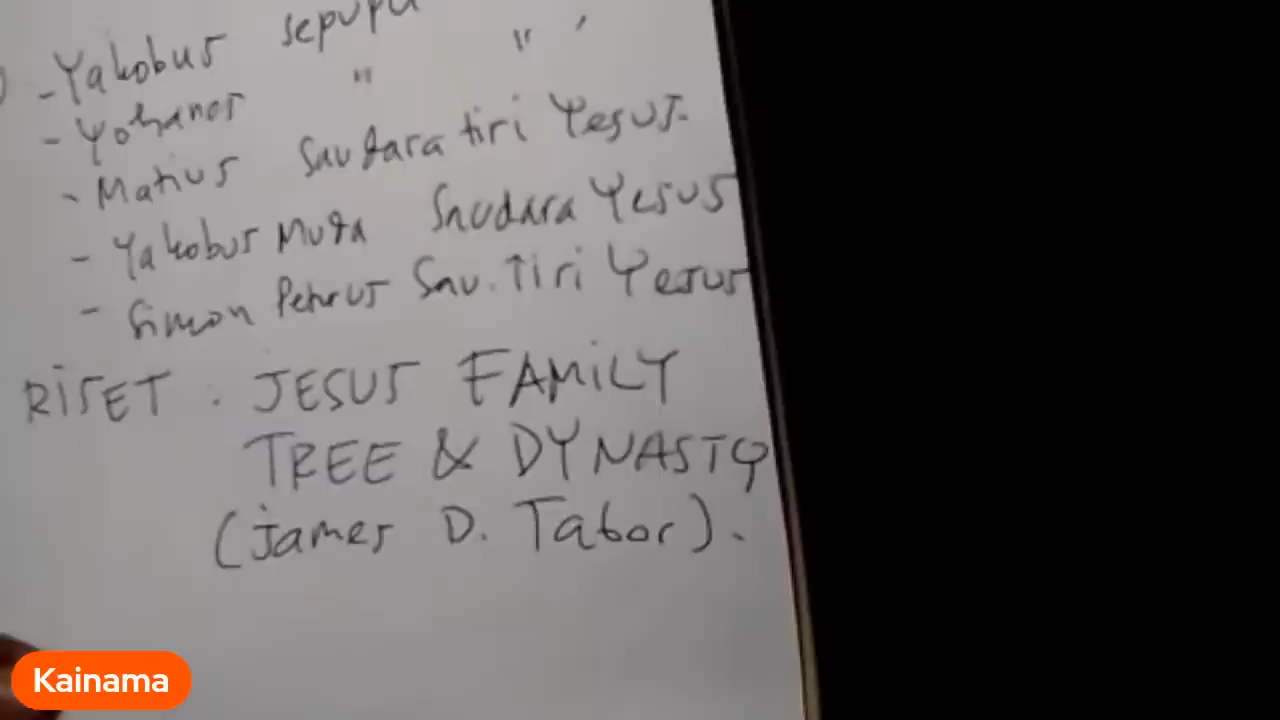 - Yakobus sepupu " '
- Yohanes "
- Matius Saudara tiri Yesus.
- Yakobus Muda Saudara Yesus
- Simon Petrus Sau. Tiri Yesus
RISET : JESUS FAMILY
TREE & DYNASTY
(James D. Tabor).
Kainama